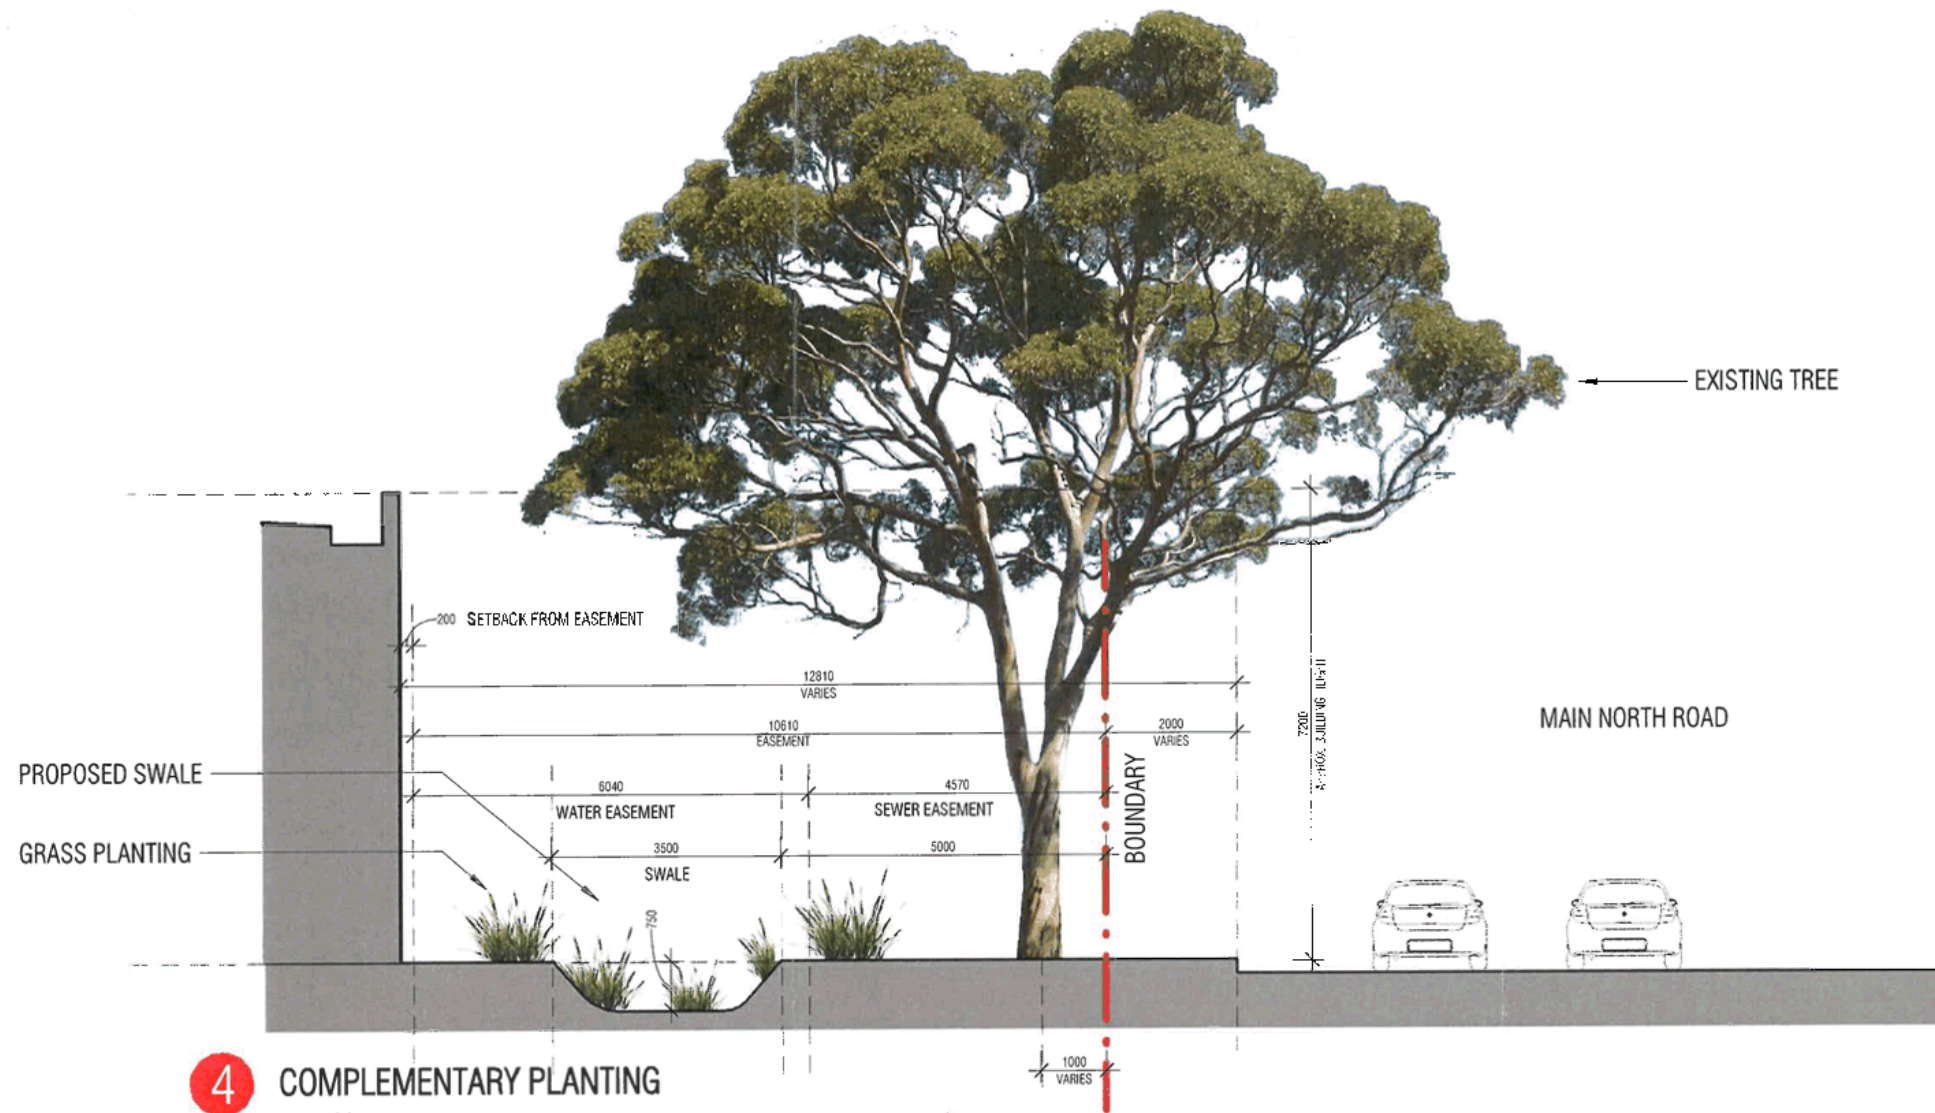 EXISTING TREE
200 SETBACK FROM EASEMENT
12810
VARIES
10610
EASEMENT
2000
VARIES
7200
MAIN NORTH ROAD
PROPOSED SWALE
6040
WATER EASEMENT
4570
SEWER EASEMENT
BOUNDARY
GRASS PLANTING
3500
SWALE
5000
750
1000
VARIES
4 COMPLEMENTARY PLANTING